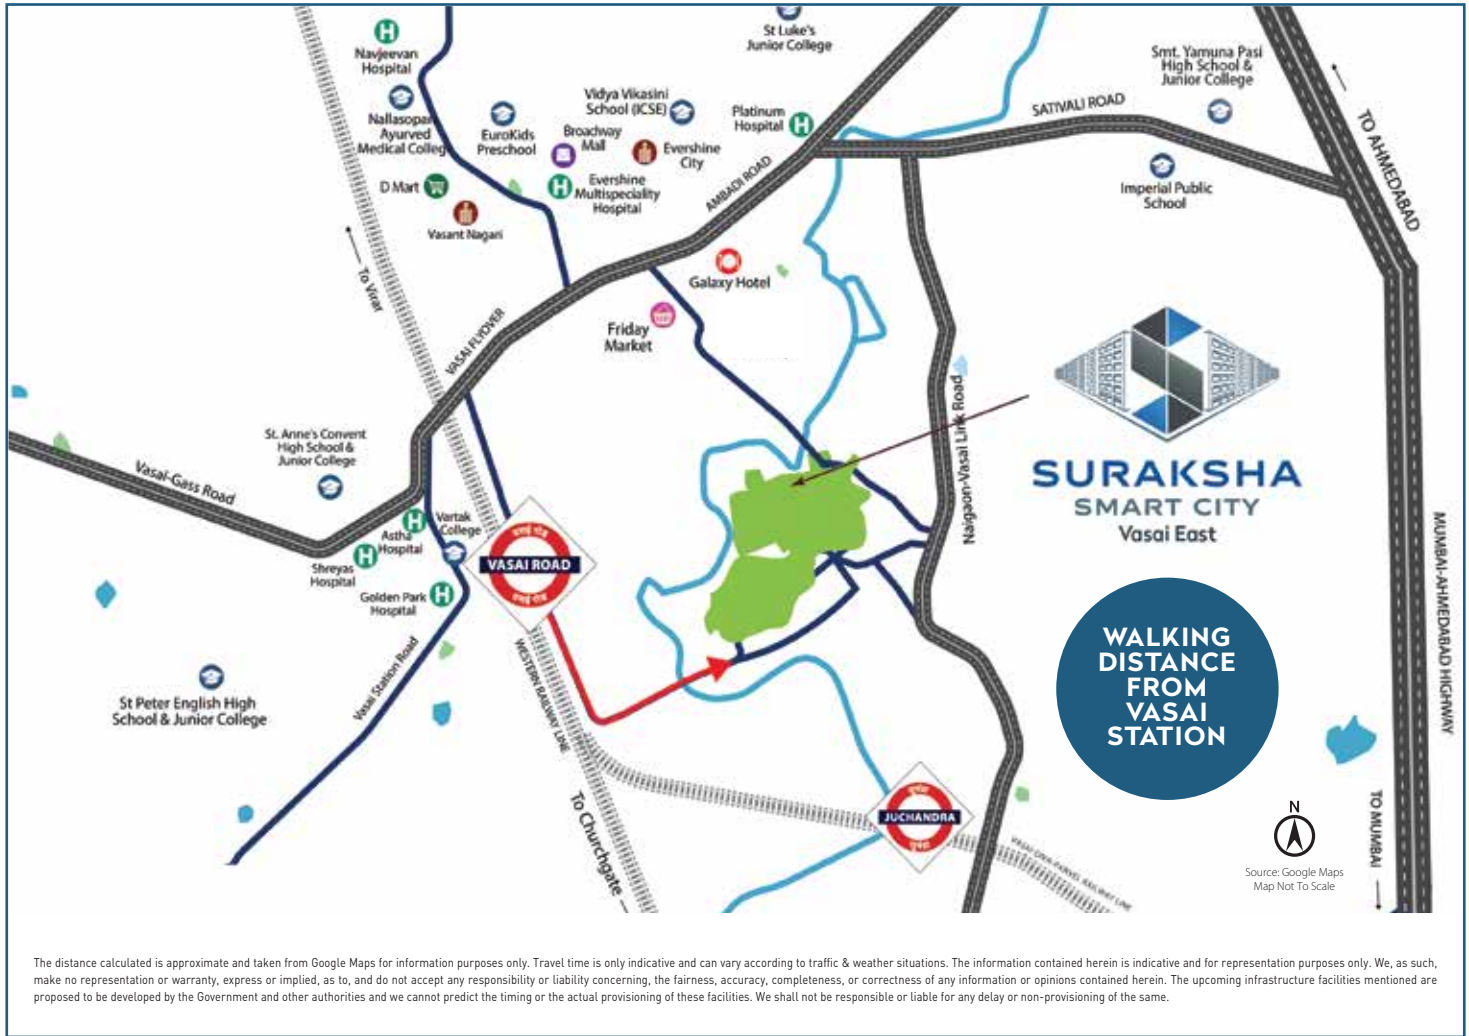 St Luke's
Junior College
Navjeevan
Hospital
Smt. Yamuna Pasi
High School &
Junior College
Nallasopara
Ayurved
Medical College
EuroKids
Preschool
Vidya Vikasini
School (ICSE)
Broadway
Mall
Evershine
City
Platinum
Hospital
SATIVALI ROAD
TO AHMEDABAD
D Mart
Evershine
Multispeciality
Hospital
AMBADI ROAD
Imperial Public
School
Vasant Nagari
To Virar
Galaxy Hotel
Friday
Market
VASAI FLYOVER
Naigaon-Vasai Link Road
St. Anne's Convent
High School &
Junior College
Vasai-Gass Road
SURAKSHA
SMART CITY
Vasai East
Astha
Hospital
Vartak
College
Shreyas
Hospital
Golden Park
Hospital
वसई रोड
VASAI ROAD
वसई रोड
MUMBAI-AHMEDABAD HIGHWAY
WALKING
DISTANCE
FROM
VASAI
STATION
St Peter English High
School & Junior College
Vasai Station Road
WESTERN RAILWAY LINE
To Churchgate
JUCHANDRA
RAILWAY LINE
TO MUMBAI
N
Source: Google Maps
Map Not To Scale
The distance calculated is approximate and taken from Google Maps for information purposes only. Travel time is only indicative and can vary according to traffic & weather situations. The information contained herein is indicative and for representation purposes only. We, as such,
make no representation or warranty, express or implied, as to, and do not accept any responsibility or liability concerning, the fairness, accuracy, completeness, or correctness of any information or opinions contained herein. The upcoming infrastructure facilities mentioned are
proposed to be developed by the Government and other authorities and we cannot predict the timing or the actual provisioning of these facilities. We shall not be responsible or liable for any delay or non-provisioning of the same.